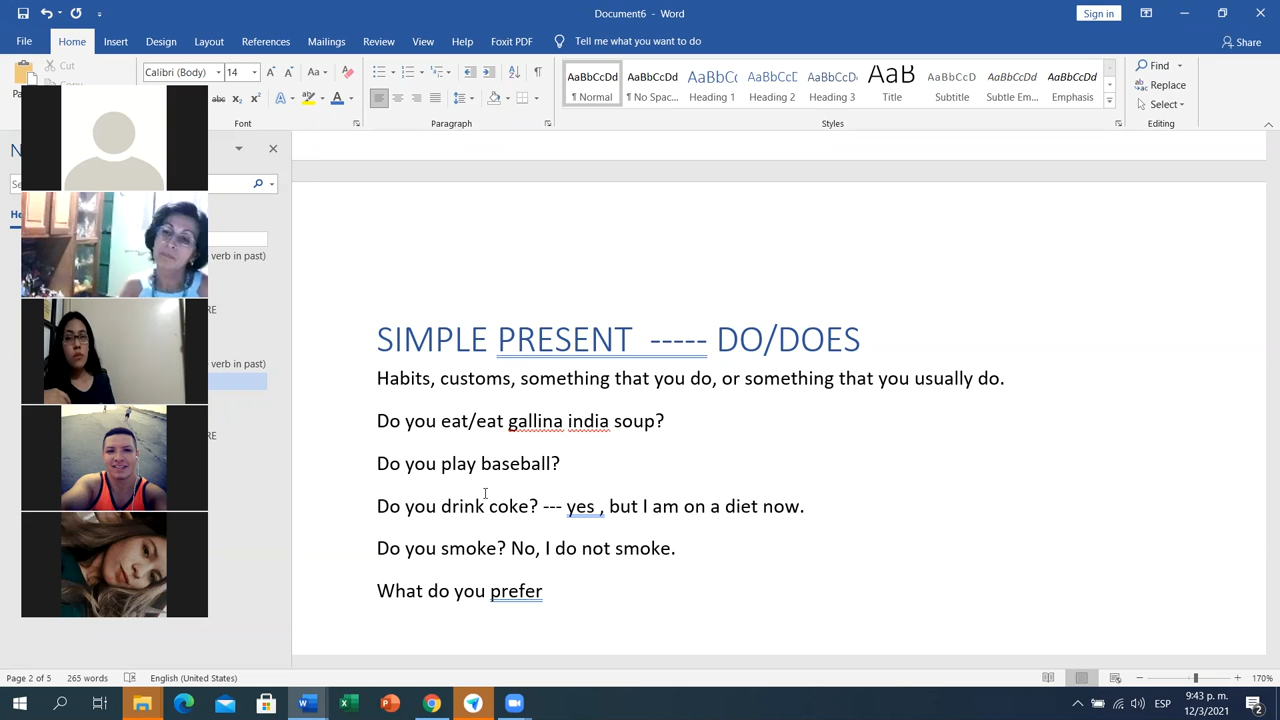 Document6 - Word
Sign in
File Home Insert Design Layout References Mailings Review View Help Foxit PDF Tell me what you want to do Share
Cut
Calibri (Body) 14
Find
Replace
Select
AaBbCcDd AaBbCcDd AaBbCc AaBbCcD AaBbCcD AaB AaBbCcD AaBbCcDd AaBbCcDd
¶ Normal ¶ No Spac... Heading 1 Heading 2 Heading 3 Title Subtitle Subtle Em... Emphasis
Font Paragraph Styles Editing
verb in past)
RE
verb in past)
RE
SIMPLE PRESENT ----- DO/DOES
Habits, customs, something that you do, or something that you usually do.
Do you eat/eat gallina india soup?
Do you play baseball?
Do you drink coke? --- yes , but I am on a diet now.
Do you smoke? No, I do not smoke.
What do you prefer
Page 2 of 5 265 words English (United States) 170%
ESP
9:43 p. m.
12/3/2021
2